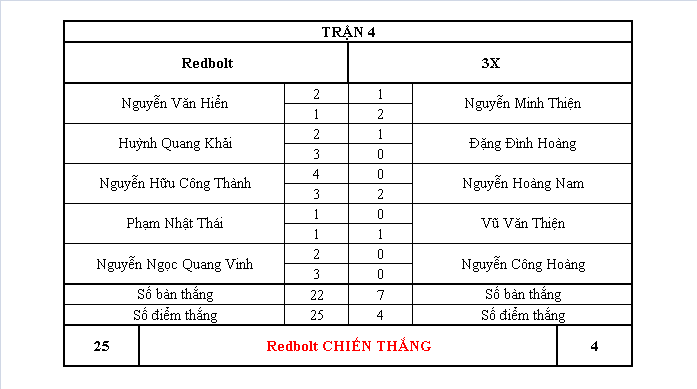 TRẬN 4
Redbolt 3X
Nguyễn Văn Hiển 2 1 Nguyễn Minh Thiện
1 2
Huỳnh Quang Khải 2 1 Đặng Đình Hoàng
3 0
Nguyễn Hữu Công Thành 4 0 Nguyễn Hoàng Nam
3 2
Phạm Nhật Thái 1 0 Vũ Văn Thiện
1 1
Nguyễn Ngọc Quang Vinh 2 0 Nguyễn Công Hoàng
3 0
Số bàn thắng 22 7 Số bàn thắng
Số điểm thắng 25 4 Số điểm thắng
25 Redbolt CHIẾN THẮNG 4